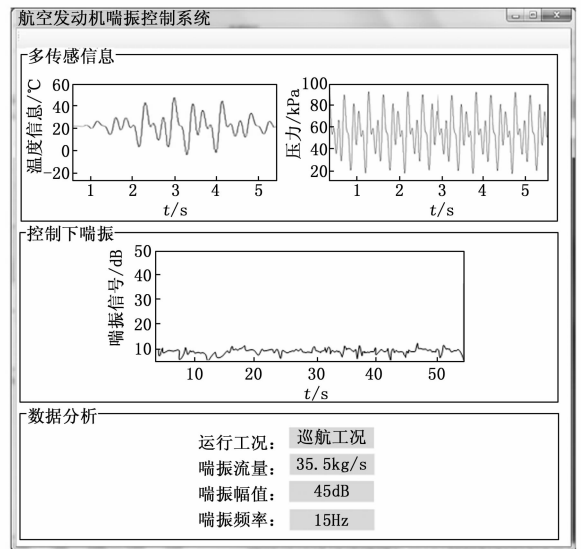 航空发动机喘振控制系统
多传感信息
温度信息/℃
60
40
20
0
-20
1 2 3 4 5
t/s
压力/kPa
100
80
60
40
20
1 2 3 4 5
t/s
控制下喘振
喘振信号/dB
50
40
30
20
10
10 20 30 40 50
t/s
数据分析
运行工况： 巡航工况
喘振流量： 35.5kg/s
喘振幅值： 45dB
喘振频率： 15Hz